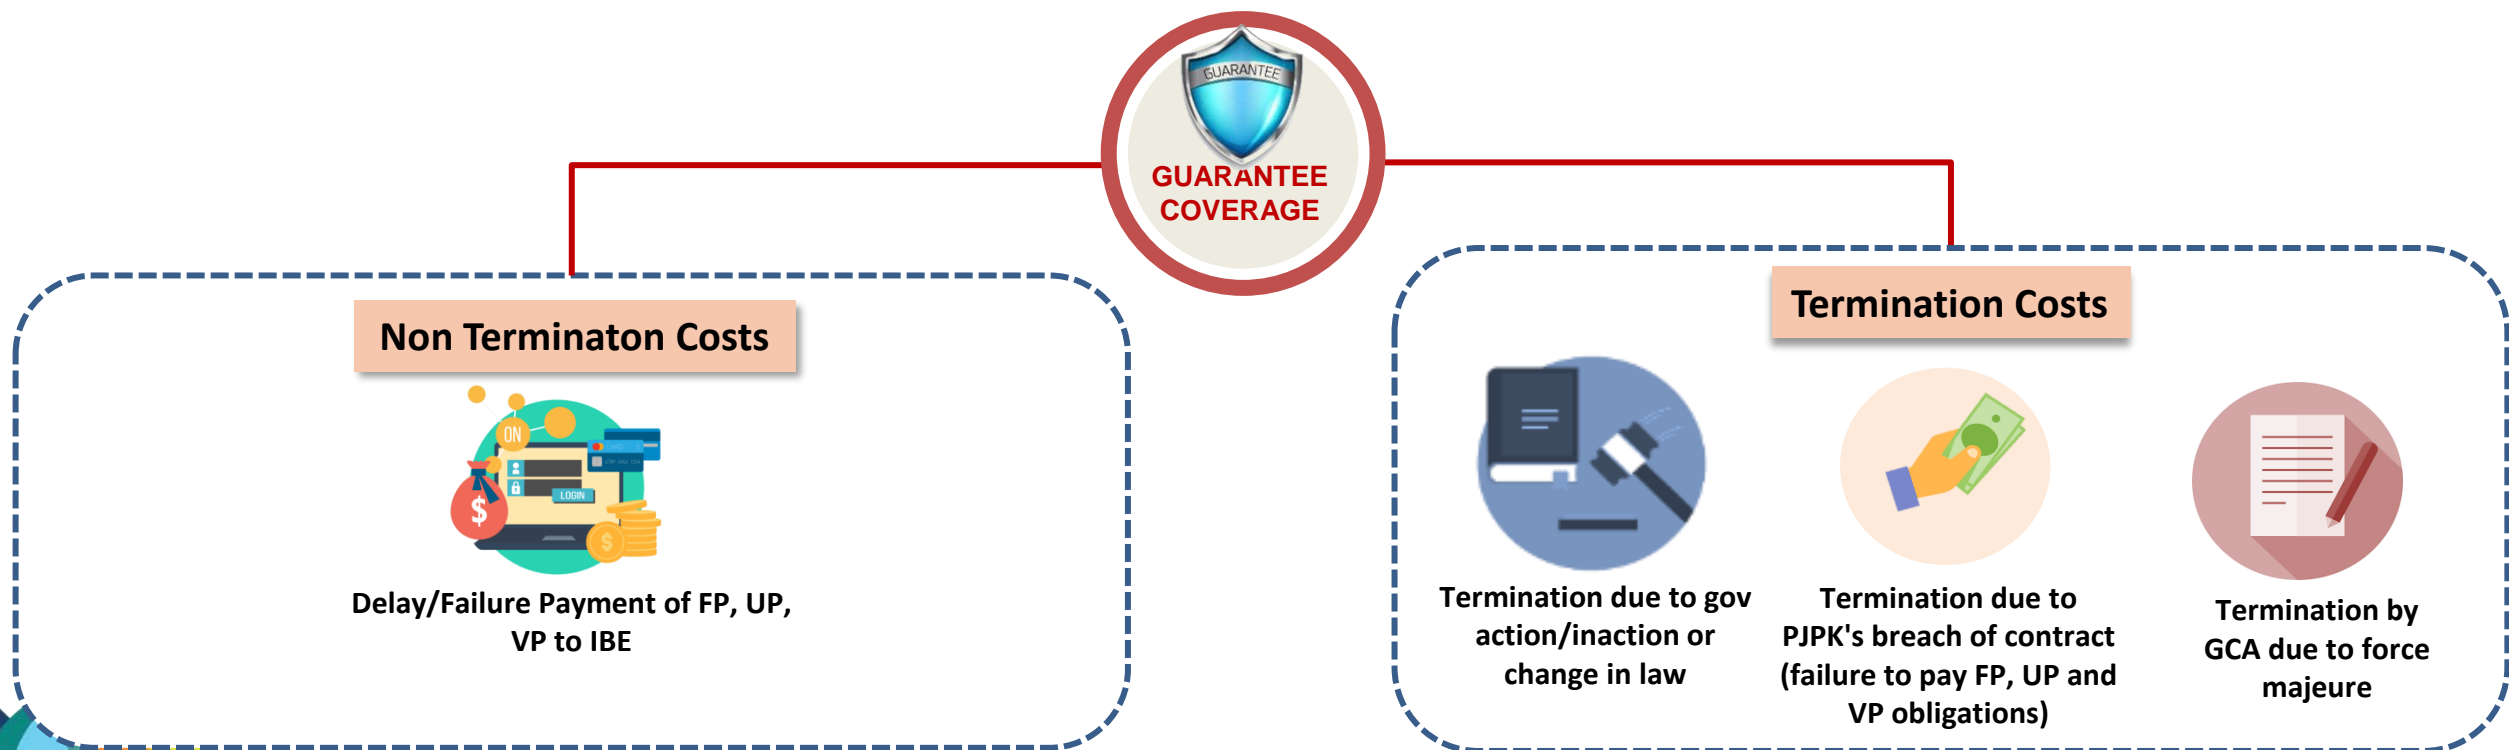 GUARANTEE
GUARANTEE
COVERAGE
Non Terminaton Costs
ON
LOGIN
$
$
Delay/Failure Payment of FP, UP,
VP to IBE
Termination Costs
Termination due to gov
action/inaction or
change in law
Termination due to
PJPK's breach of contract
(failure to pay FP, UP and
VP obligations)
Termination by
GCA due to force
majeure